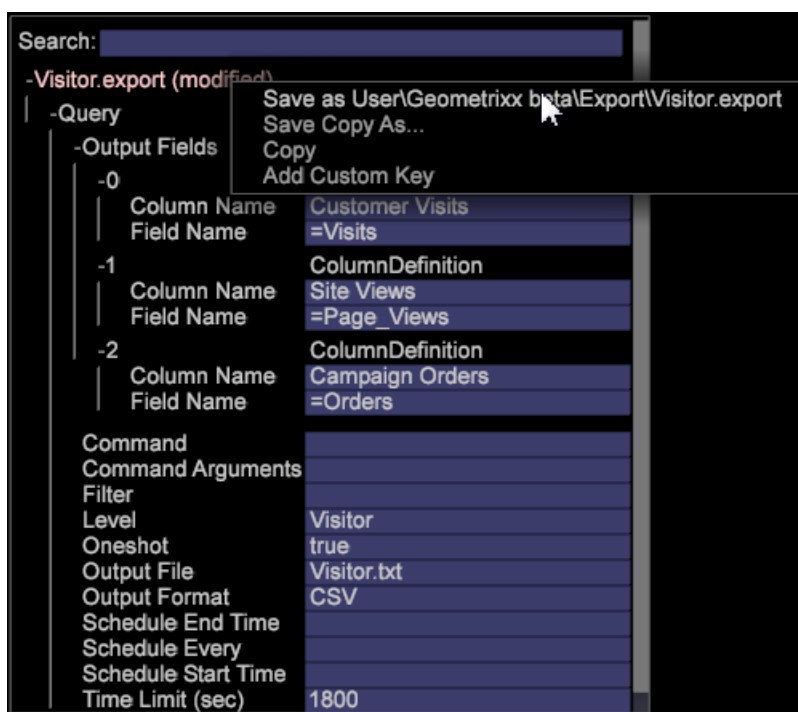 Search:
-Visitor.export (modified)
Save as User\Geometrixx beta\Export\Visitor.export
Save Copy As...
Copy
Add Custom Key
-Query
-Output Fields
-0
Column Name Customer Visits
Field Name =Visits
-1 ColumnDefinition
Column Name Site Views
Field Name =Page_Views
-2 ColumnDefinition
Column Name Campaign Orders
Field Name =Orders
Command
Command Arguments
Filter
Level Visitor
Oneshot true
Output File Visitor.txt
Output Format CSV
Schedule End Time
Schedule Every
Schedule Start Time
Time Limit (sec) 1800